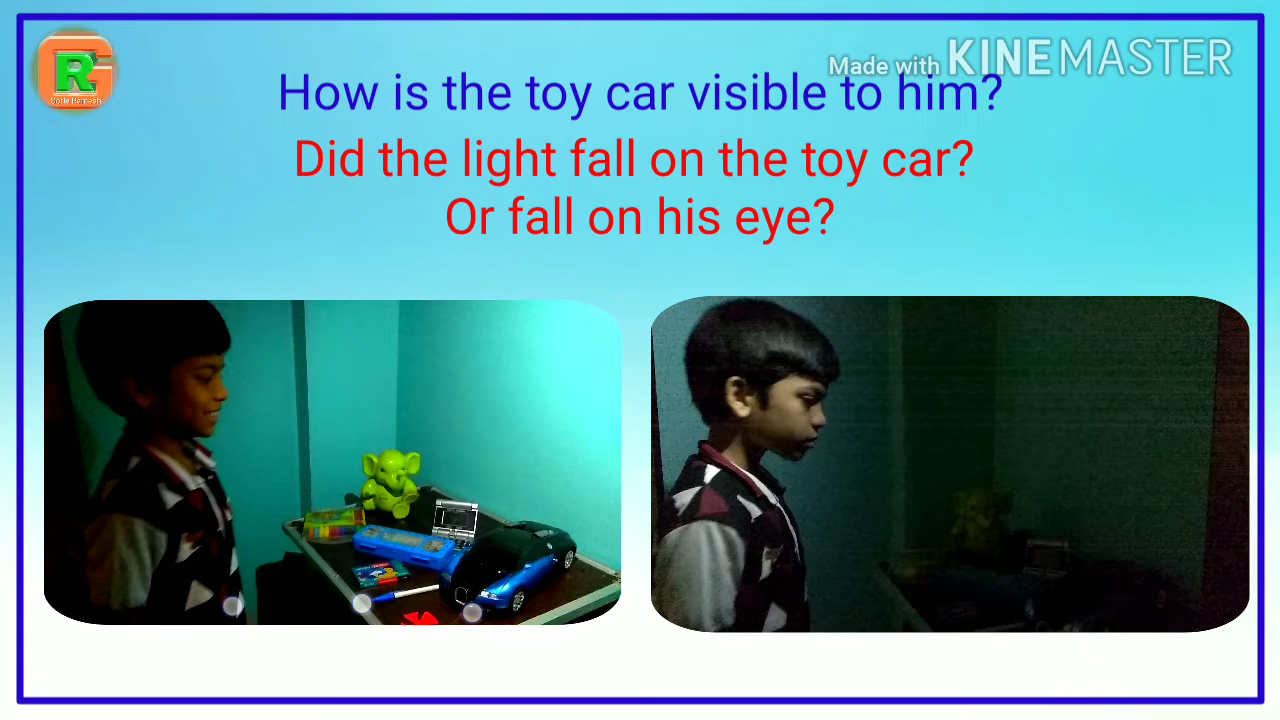 Made with KINEMASTER
How is the toy car visible to him?
Did the light fall on the toy car?
Or fall on his eye?
R